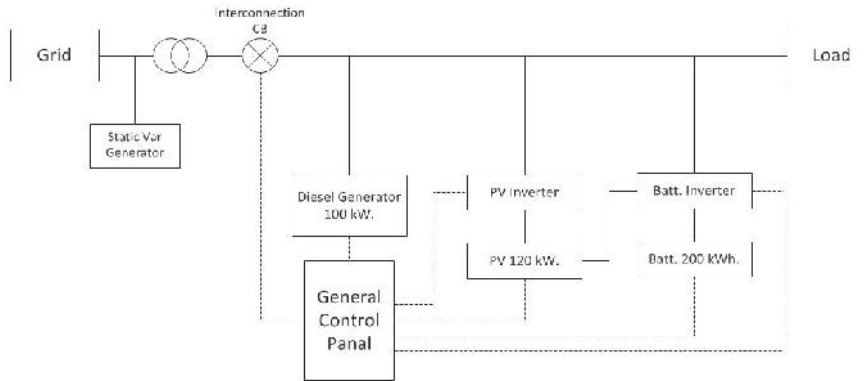 Interconnection
CB
Grid
Load
Static Var
Generator
Diesel Generator
100 kW.
PV Inverter
Batt. Inverter
PV 120 kW.
Batt. 200 kWh.
General
Control
Panal